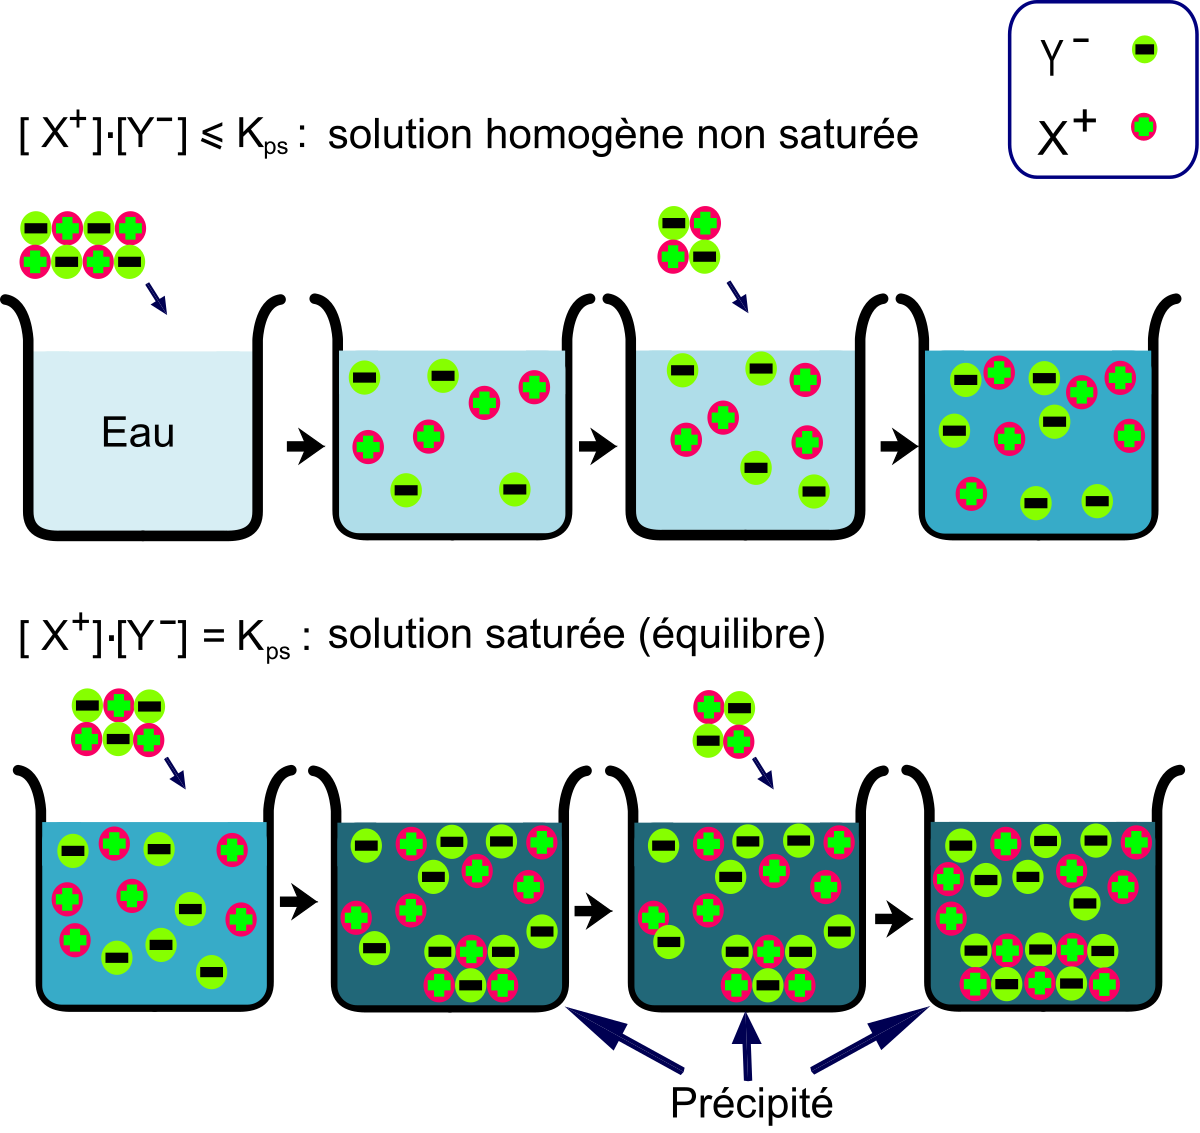 Y⁻
X⁺
[ X⁺]·[Y⁻] ⩽ Kₚₛ : solution homogène non saturée
Eau
[ X⁺]·[Y⁻] = Kₚₛ : solution saturée (équilibre)
Précipité